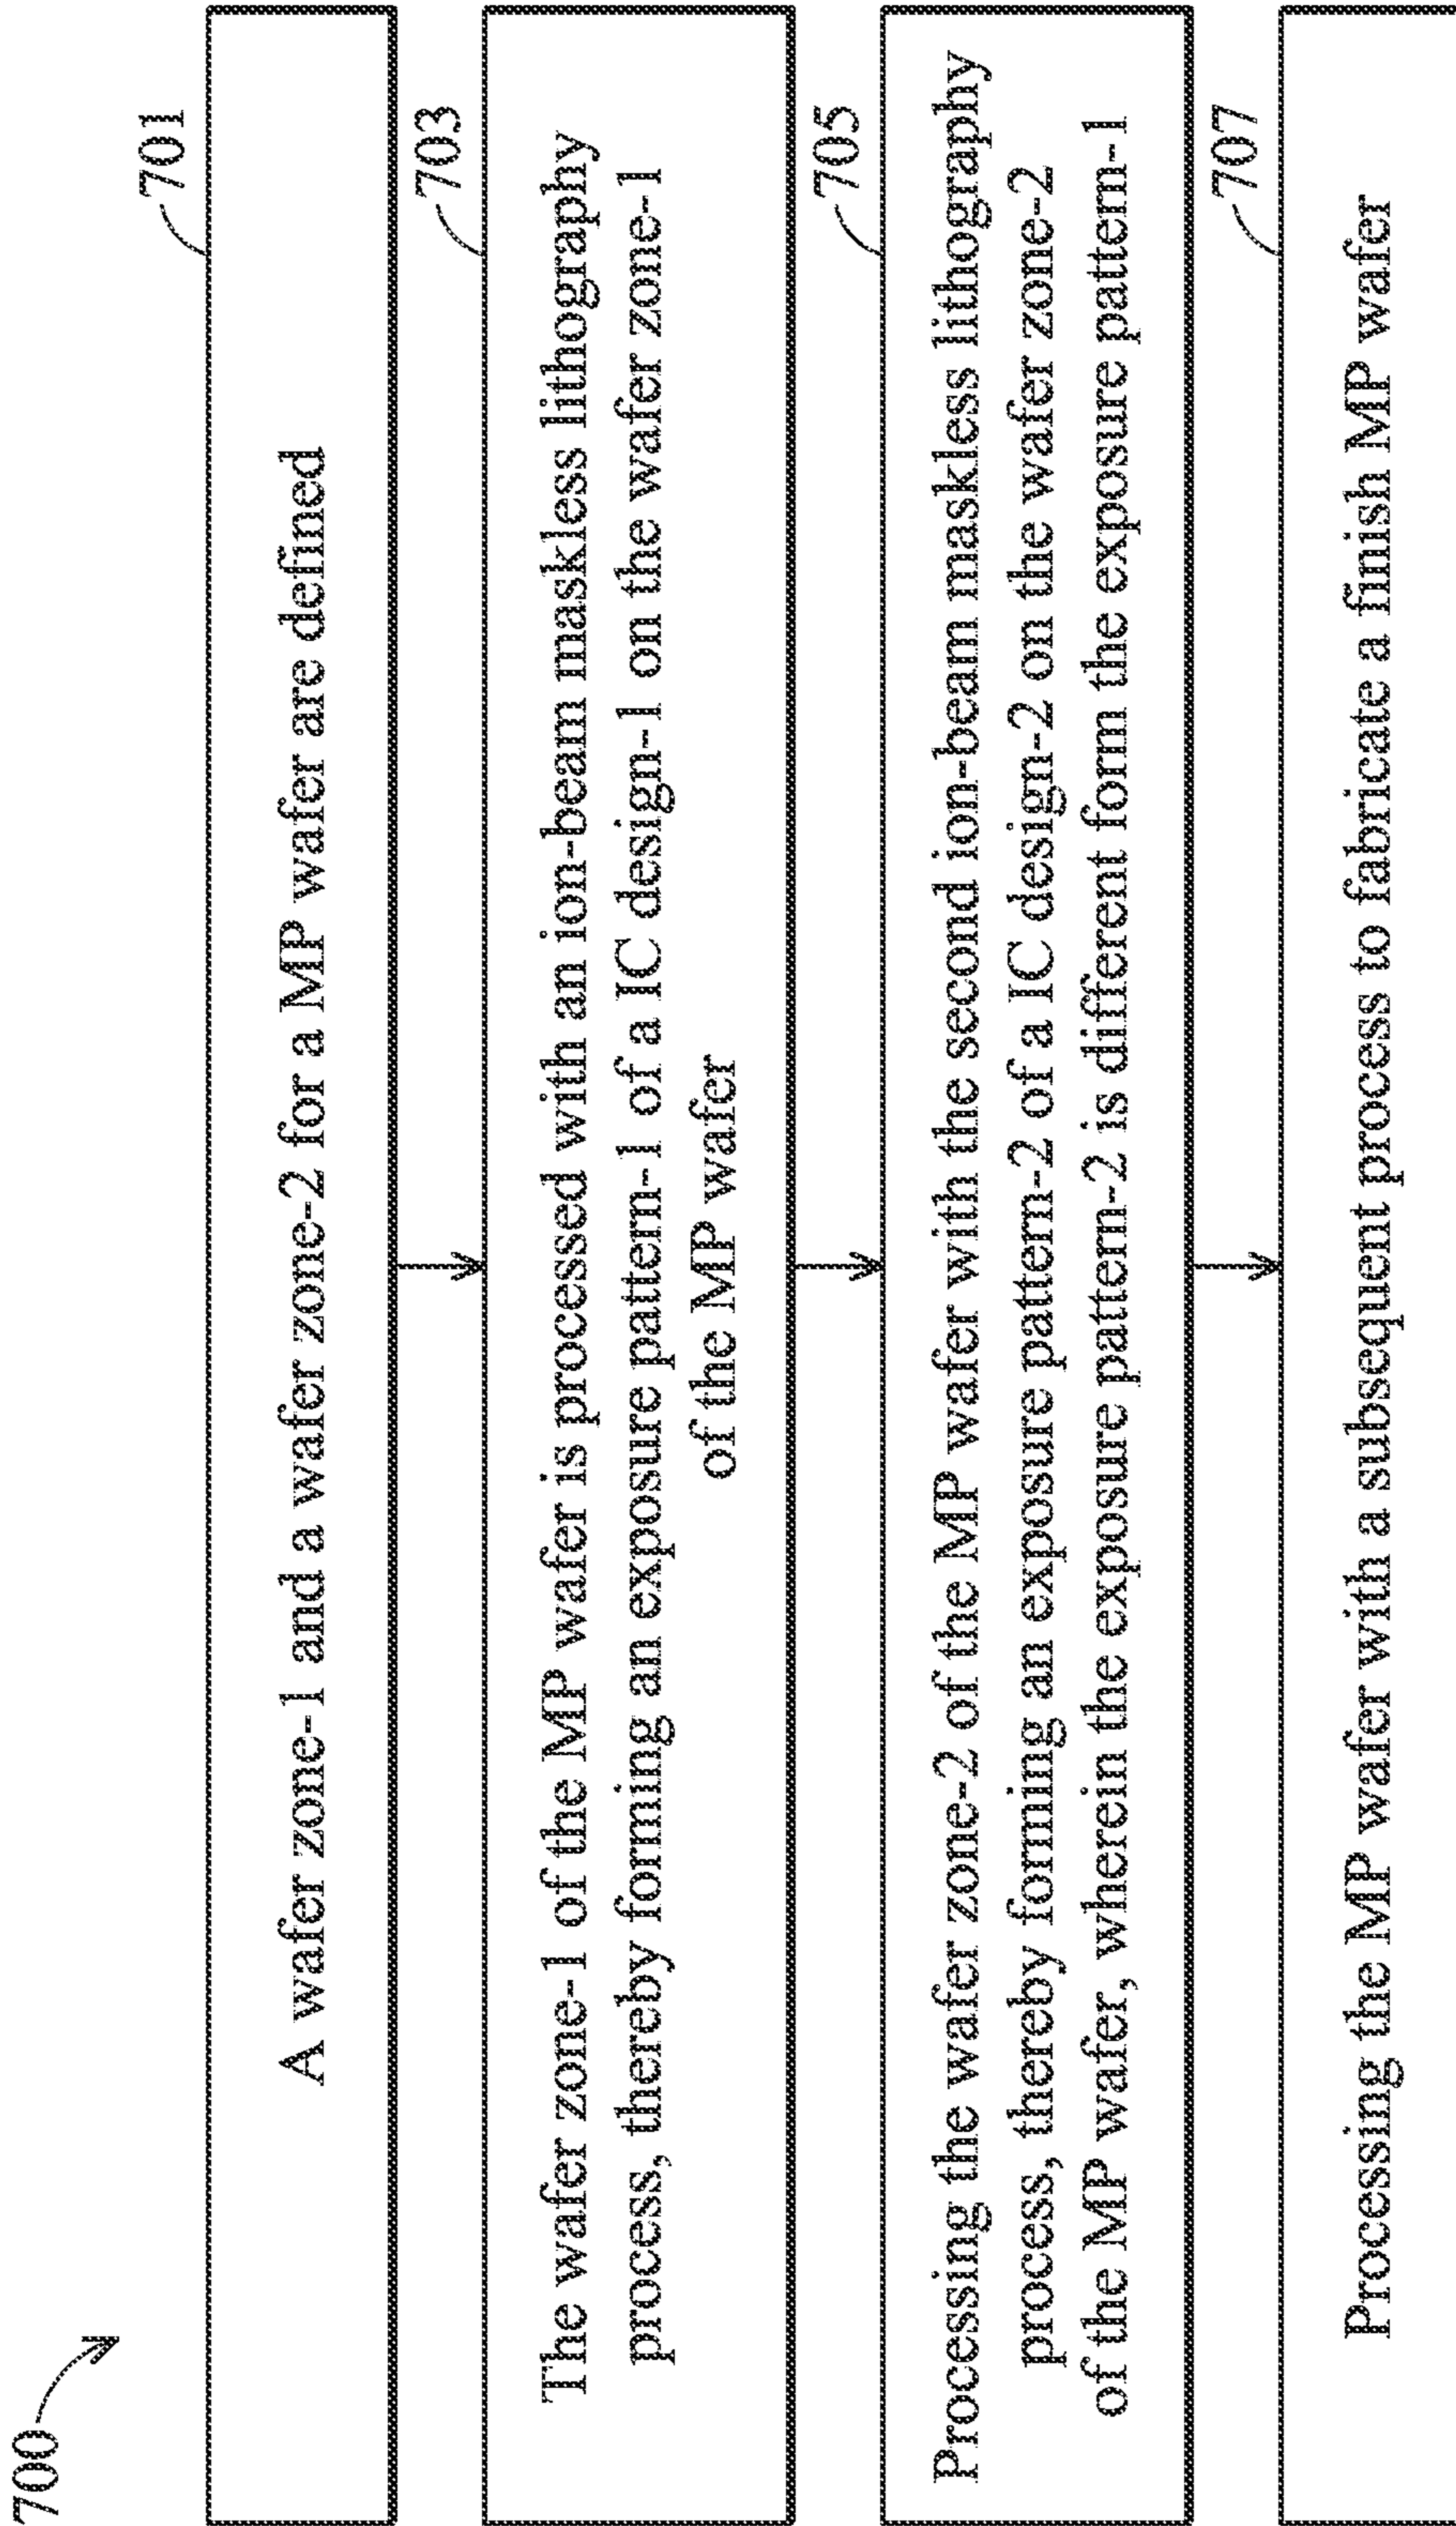 700
701
A wafer zone-1 and a wafer zone-2 for a MP wafer are defined
703
The wafer zone-1 of the MP wafer is processed with an ion-beam maskless lithography
process, thereby forming an exposure pattern-1 of a IC design-1 on the wafer zone-1
of the MP wafer
705
Processing the wafer zone-2 of the MP wafer with the second ion-beam maskless lithography
process, thereby forming an exposure pattern-2 of a IC design-2 on the wafer zone-2
of the MP wafer, wherein the exposure pattern-2 is different form the exposure pattern-1
707
Processing the MP wafer with a subsequent process to fabricate a finish MP wafer